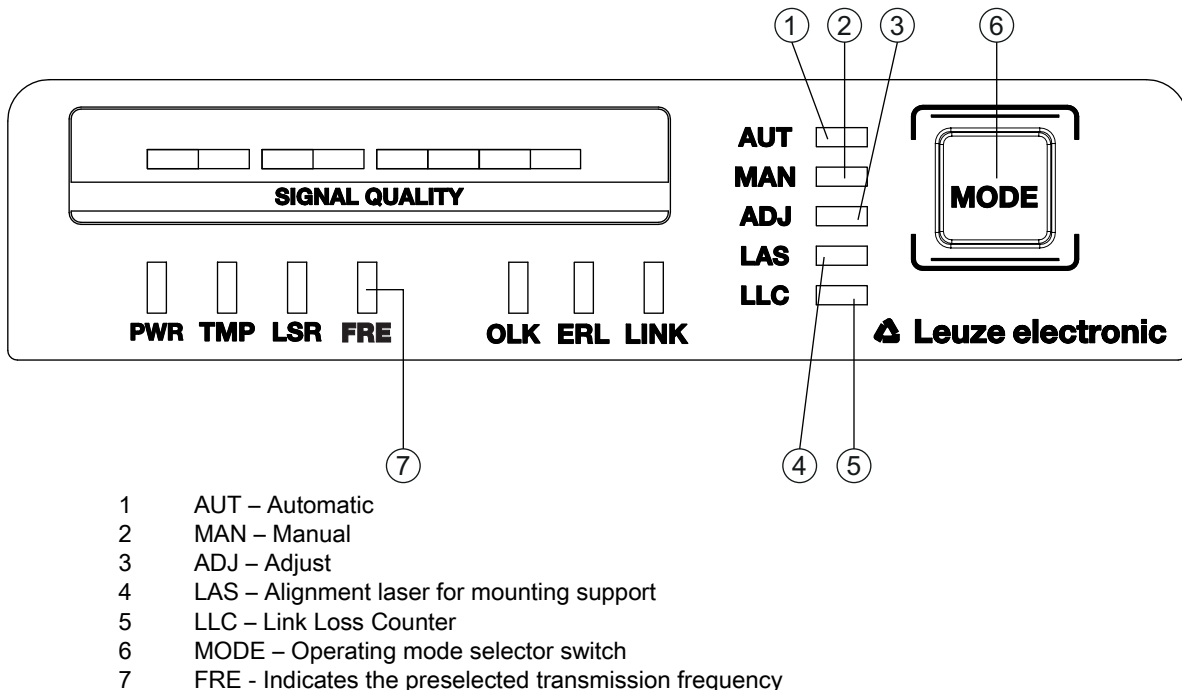 1 2 3 6
AUT
MAN
ADJ
LAS
LLC
MODE
SIGNAL QUALITY
PWR TMP LSR FRE OLK ERL LINK
Leuze electronic
7 4 5
1 AUT – Automatic
2 MAN – Manual
3 ADJ – Adjust
4 LAS – Alignment laser for mounting support
5 LLC – Link Loss Counter
6 MODE – Operating mode selector switch
7 FRE - Indicates the preselected transmission frequency